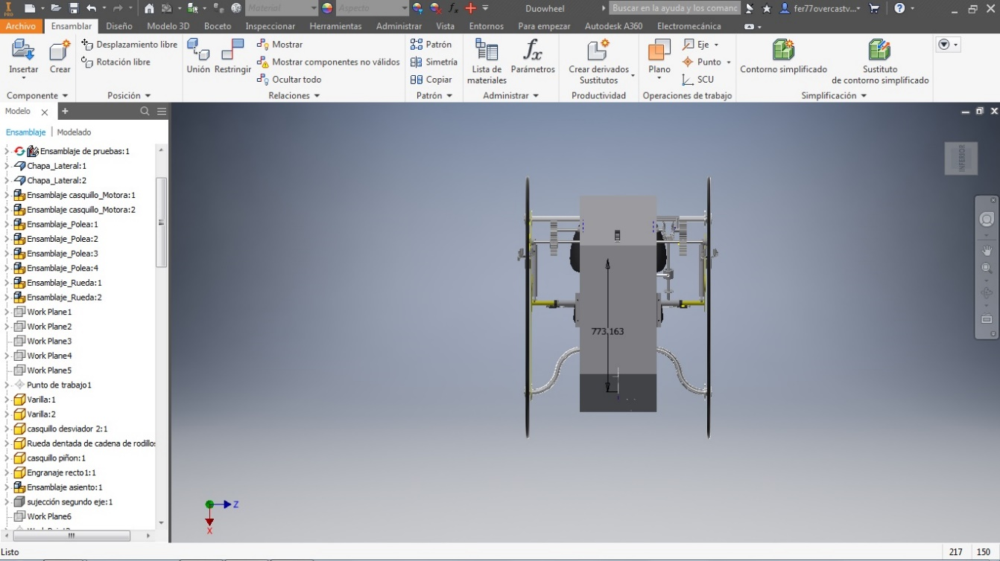 PRO
Material
Aspecto
Duowheel
Buscar en la ayuda y los comanc
fer77overcastv...
Archivo Ensamblar Diseño Modelo 3D Boceto Inspeccionar Herramientas Administrar Vista Entornos Para empezar Autodesk A360 Electromecánica
Insertar
Crear
Desplazamiento libre
Rotación libre
Componente
Posición
Unión
Restringir
Mostrar
Mostrar componentes no válidos
Ocultar todo
Relaciones
Patrón
Simetría
Copiar
Patrón
Lista de
materiales
Parámetros
Administrar
Crear derivados
Sustitutos
Productividad
Plano
Eje
Punto
SCU
Operaciones de trabajo
Contorno simplificado
Sustituto
de contorno simplificado
Simplificación
Modelo
Ensamblaje | Modelado
Ensamblaje de pruebas:1
Chapa_Lateral:1
Chapa_Lateral:2
Ensamblaje casquillo_Motora:1
Ensamblaje casquillo_Motora:2
Ensamblaje_Polea:1
Ensamblaje_Polea:2
Ensamblaje_Polea:3
Ensamblaje_Polea:4
Ensamblaje_Rueda:1
Ensamblaje_Rueda:2
Work Plane1
Work Plane2
Work Plane3
Work Plane4
Work Plane5
Punto de trabajo1
Varilla:1
Varilla:2
casquillo desviador 2:1
Rueda dentada de cadena de rodillos
casquillo piñon:1
Engranaje recto1:1
Ensamblaje asiento:1
sujección segundo eje:1
Work Plane6
INFERIOR
773.163
Z
X
Listo
217 150